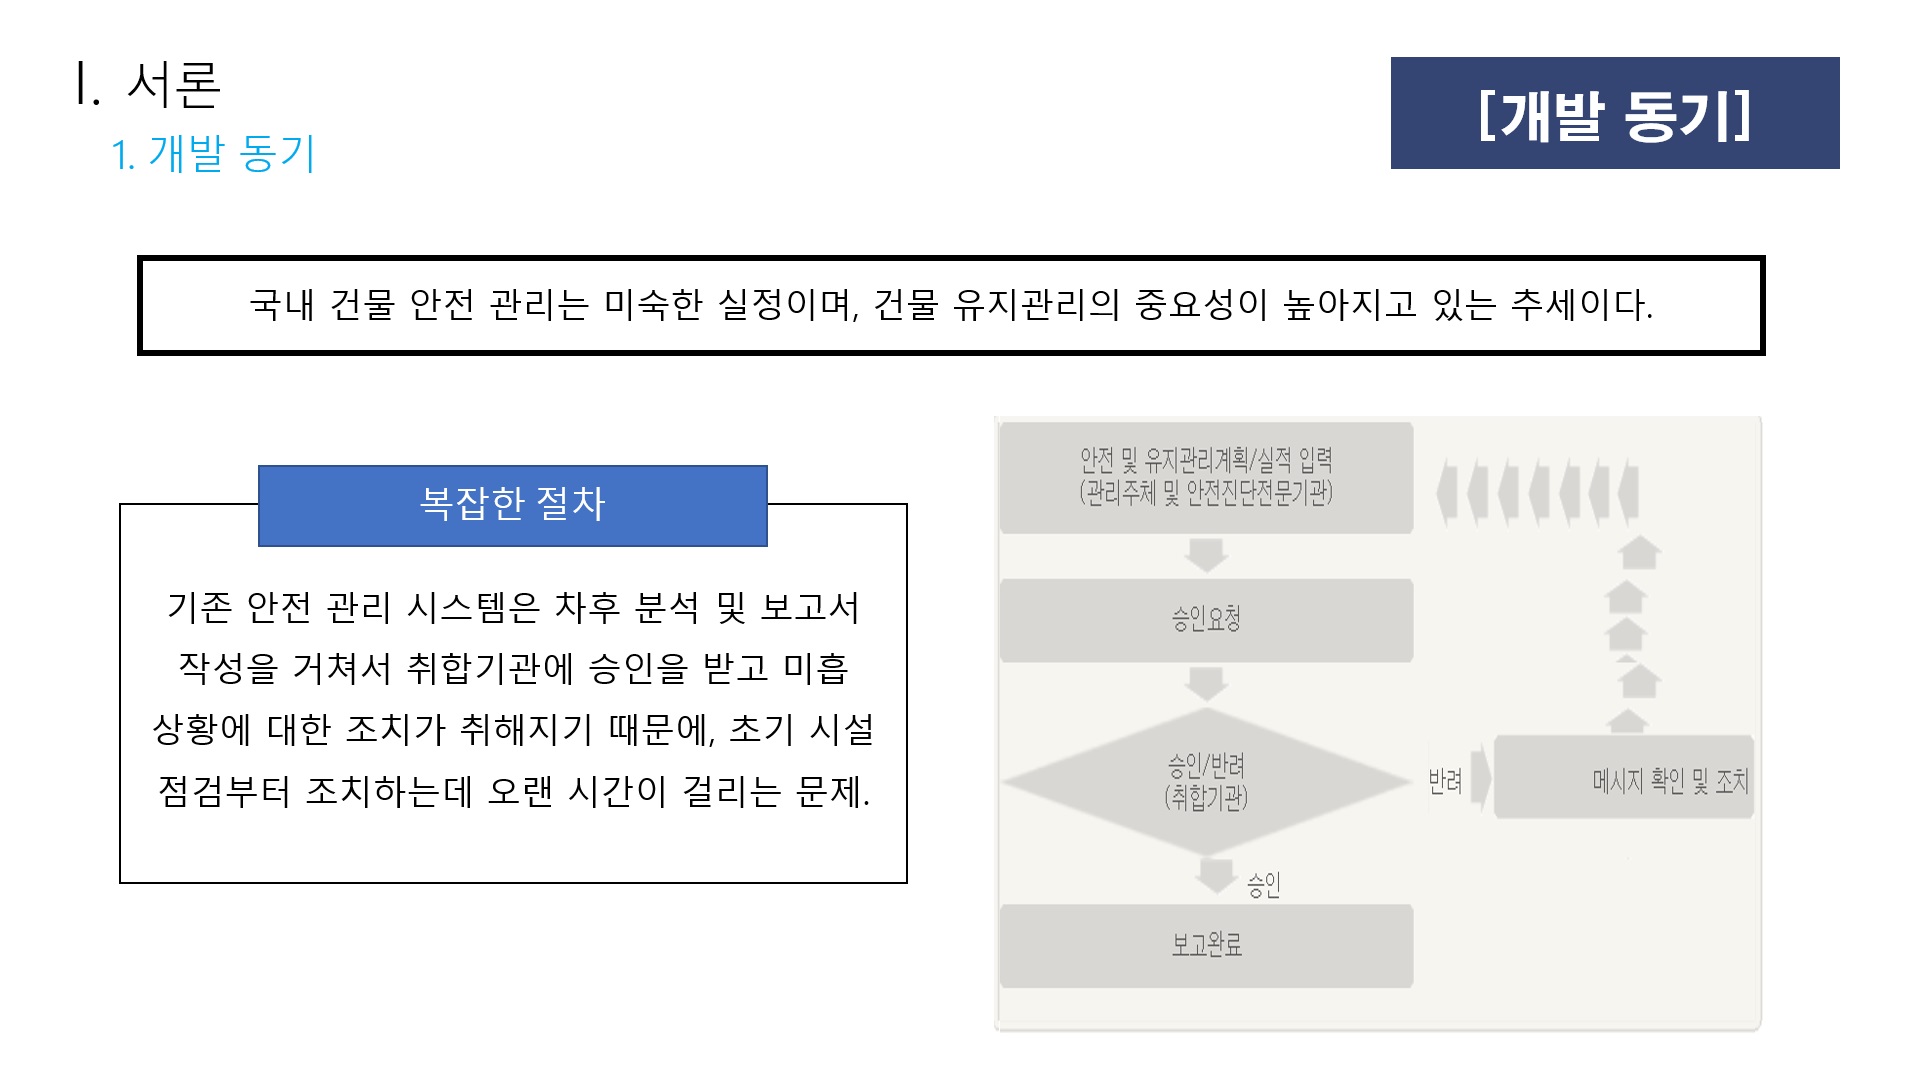 Ⅰ. 서론
1. 개발 동기
[개발 동기]
국내 건물 안전 관리는 미숙한 실정이며, 건물 유지관리의 중요성이 높아지고 있는 추세이다.
복잡한 절차
기존 안전 관리 시스템은 차후 분석 및 보고서
작성을 거쳐서 취합기관에 승인을 받고 미흡
상황에 대한 조치가 취해지기 때문에, 초기 시설
점검부터 조치하는데 오랜 시간이 걸리는 문제.
안전 및 유지관리계획/실적 입력
(관리주체 및 안전진단전문기관)
승인요청
승인/반려
(취합기관)
반려
메시지 확인 및 조치
승인
보고완료